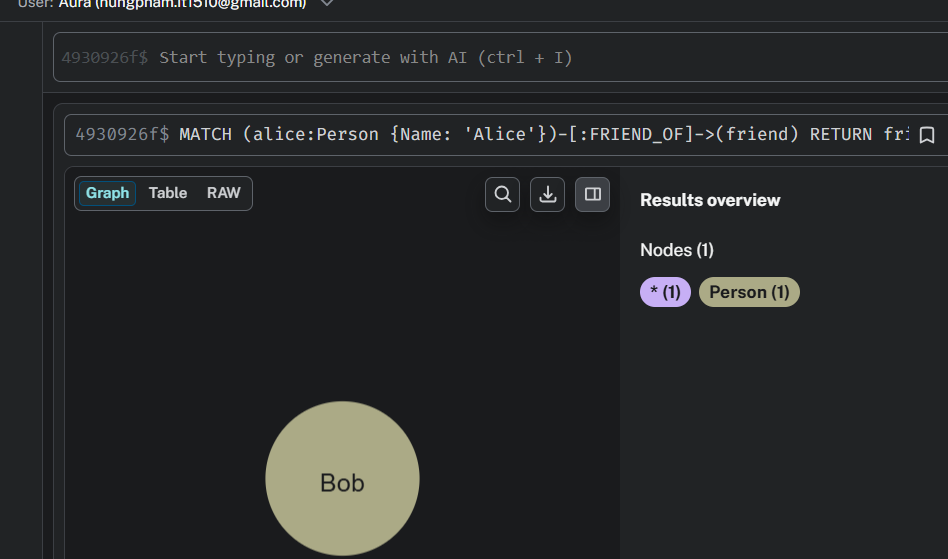 User: Aura (hungpham.it1510@gmail.com)
4930926f$ Start typing or generate with AI (ctrl + I)
4930926f$ MATCH (alice:Person {Name: 'Alice'})-[:FRIEND_OF]->(friend) RETURN fri
Graph Table RAW
Results overview
Nodes (1)
* (1) Person (1)
Bob